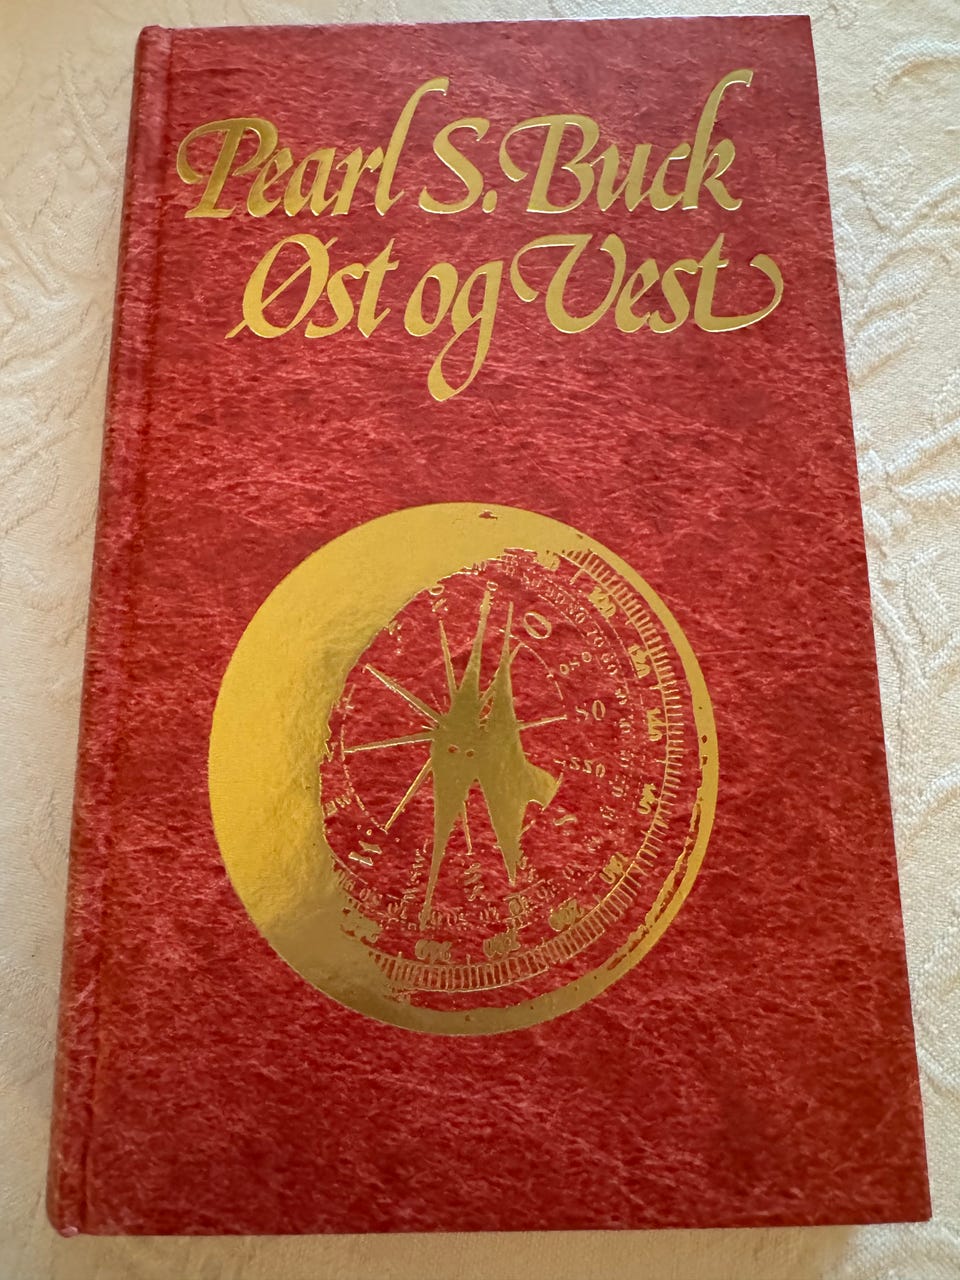 Pearl S. Buck
Øst og Vest